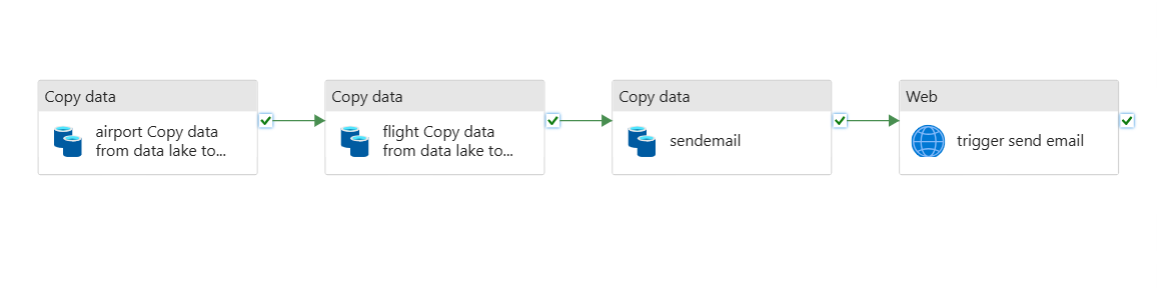 Copy data
airport Copy data
from data lake to...
Copy data
flight Copy data
from data lake to...
Copy data
sendemail
Web
trigger send email